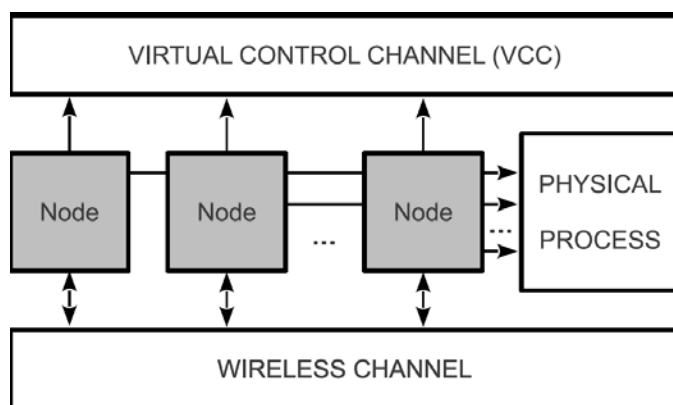 VIRTUAL CONTROL CHANNEL (VCC)
Node
Node
Node
...
PHYSICAL
...
PROCESS
WIRELESS CHANNEL